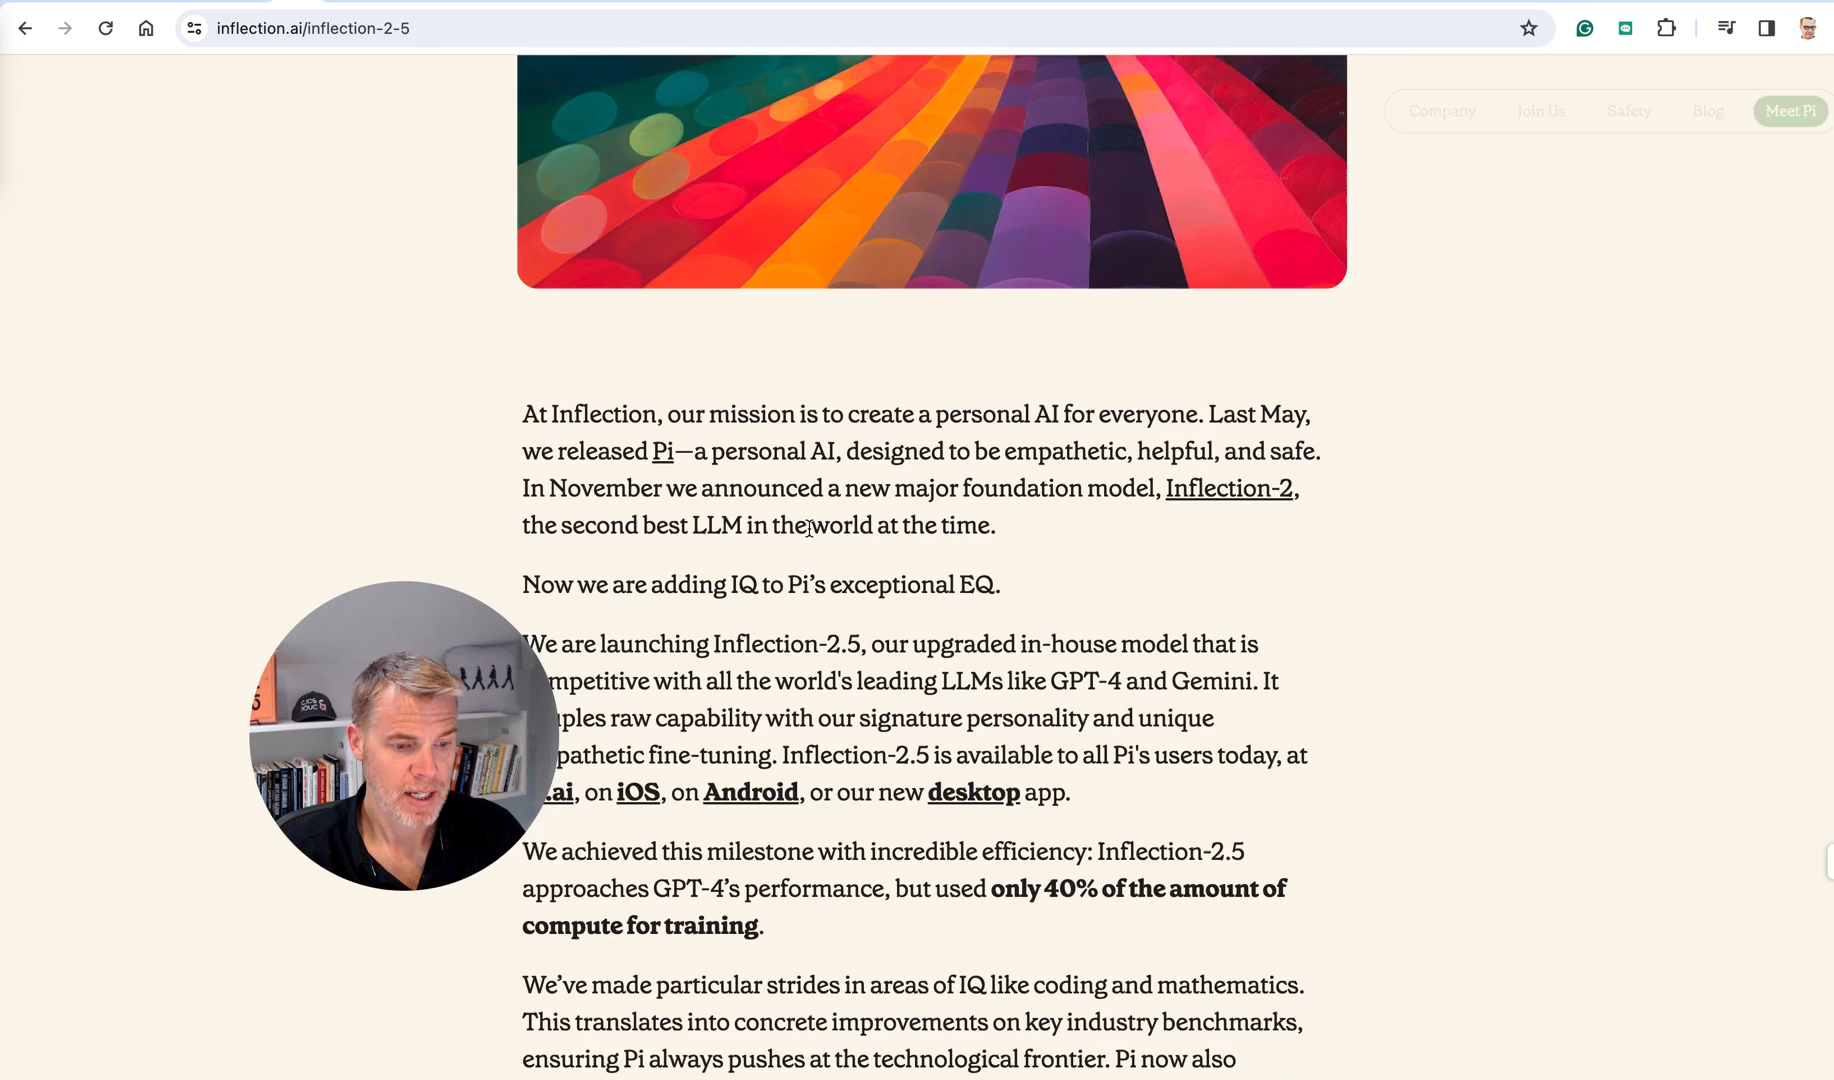 inflection.ai/inflection-2-5
Company Join Us Safety Blog Meet Pi
At Inflection, our mission is to create a personal AI for everyone. Last May,
we released Pi—a personal AI, designed to be empathetic, helpful, and safe.
In November we announced a new major foundation model, Inflection-2,
the second best LLM in the world at the time.
Now we are adding IQ to Pi’s exceptional EQ.
We are launching Inflection-2.5, our upgraded in-house model that is
mpetitive with all the world's leading LLMs like GPT-4 and Gemini. It
uples raw capability with our signature personality and unique
pathetic fine-tuning. Inflection-2.5 is available to all Pi's users today, at
.ai, on iOS, on Android, or our new desktop app.
We achieved this milestone with incredible efficiency: Inflection-2.5
approaches GPT-4’s performance, but used only 40% of the amount of
compute for training.
We’ve made particular strides in areas of IQ like coding and mathematics.
This translates into concrete improvements on key industry benchmarks,
ensuring Pi always pushes at the technological frontier. Pi now also